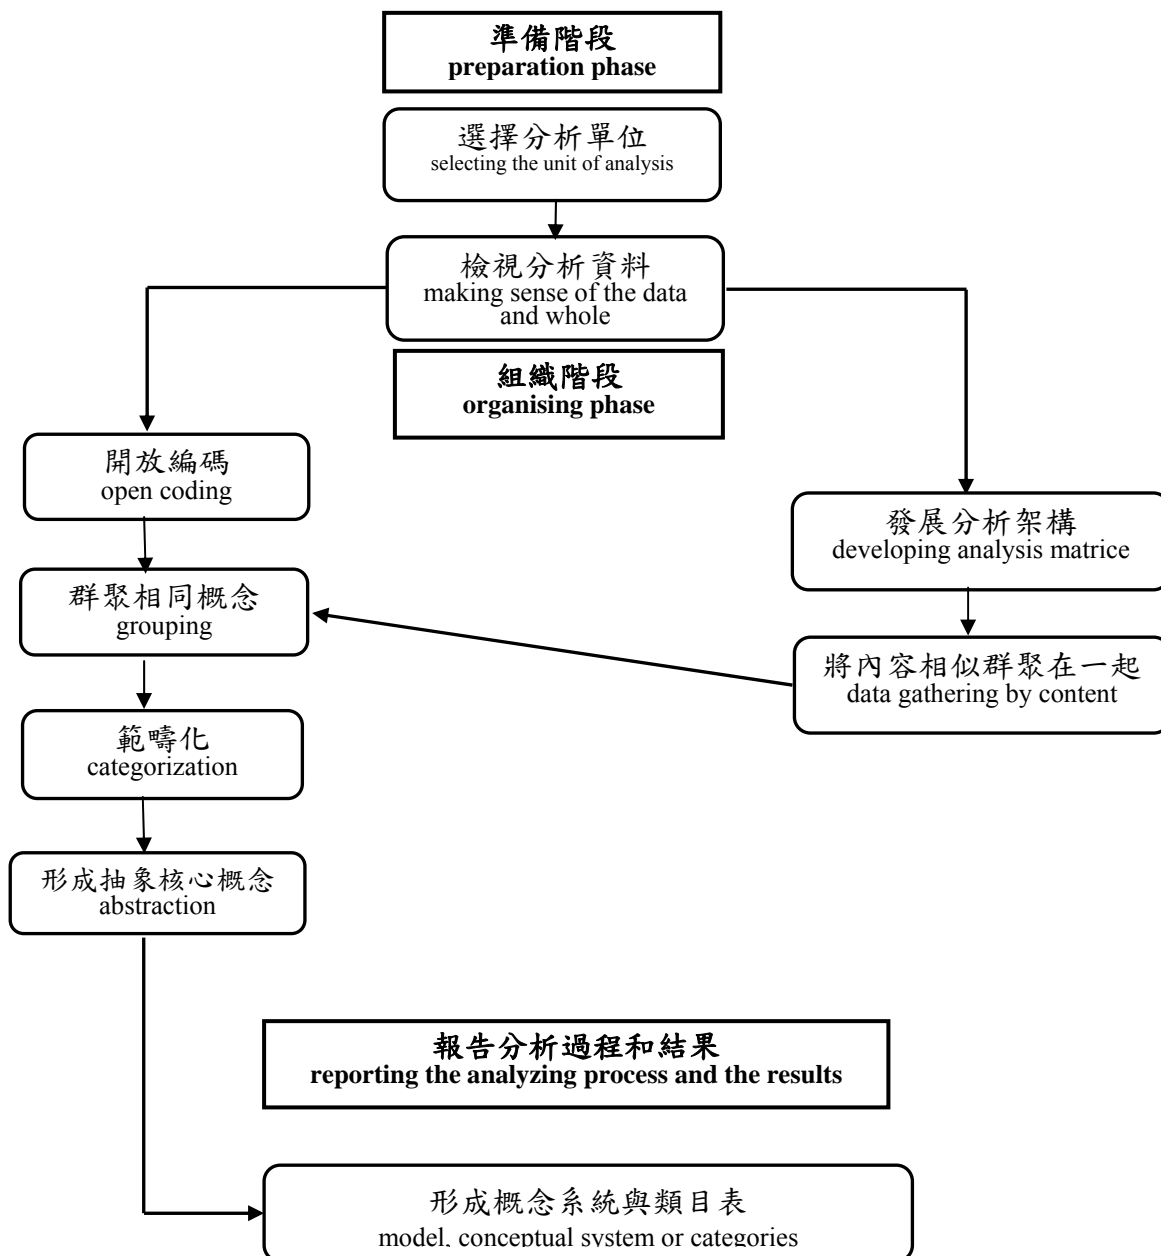 準備階段
preparation phase
選擇分析單位
selecting the unit of analysis
檢視分析資料
making sense of the data
and whole
組織階段
organising phase
開放編碼
open coding
發展分析架構
developing analysis matrice
群聚相同概念
grouping
將內容相似群聚在一起
data gathering by content
範疇化
categorization
形成抽象核心概念
abstraction
報告分析過程和結果
reporting the analyzing process and the results
形成概念系統與類目表
model, conceptual system or categories